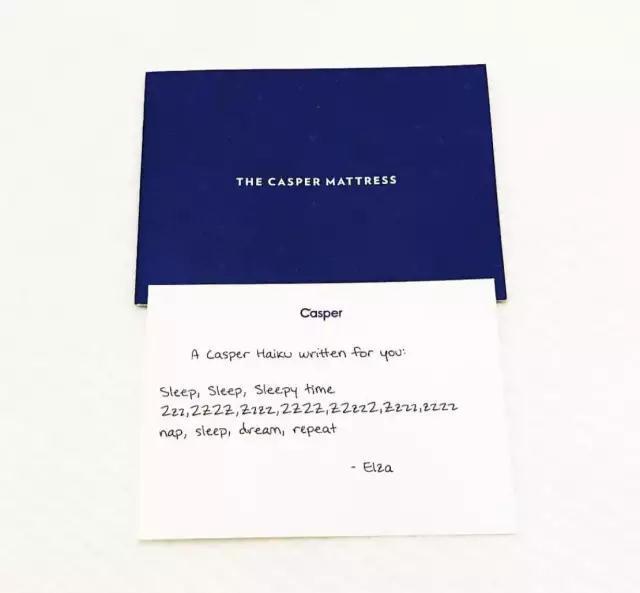 THE CASPER MATTRESS
Casper
A Casper Haiku written for you:
Sleep, Sleep, Sleepy time
Zzz,ZZZZ,Zzzz,ZZZZ,ZZzzZ,Zzzz,zzzz
nap, sleep, dream, repeat
- Elza